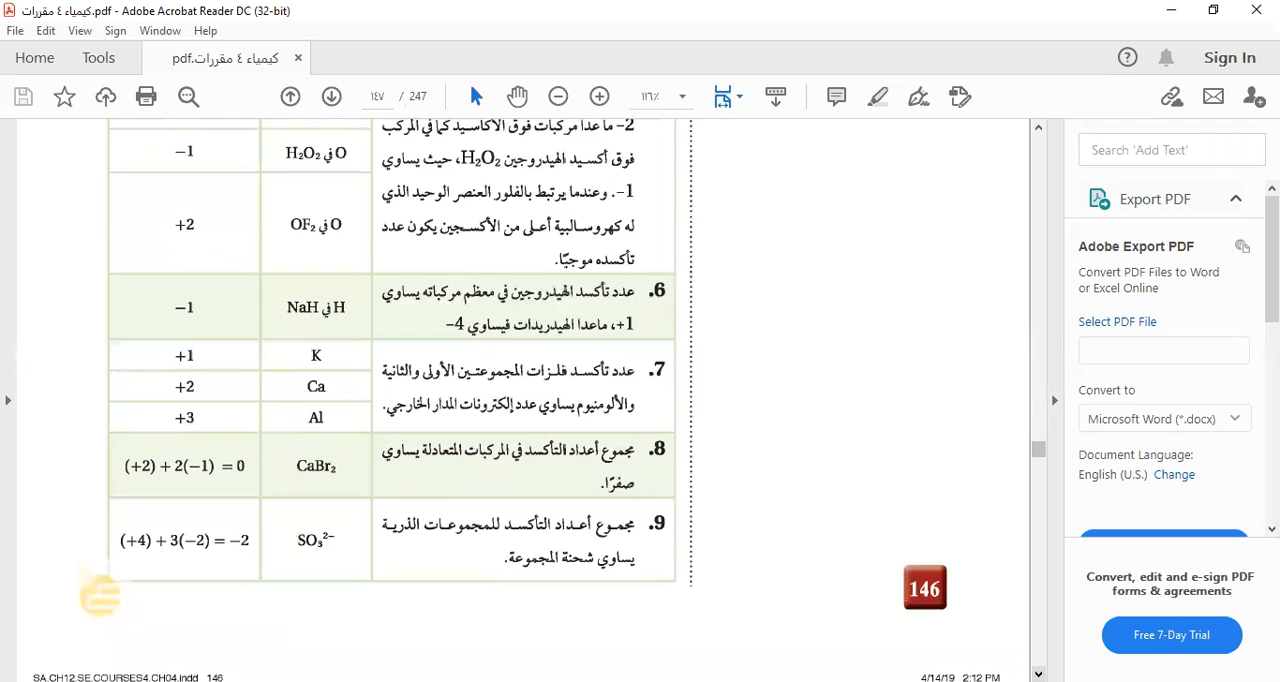 كيمياء ٤ مقررات.pdf - Adobe Acrobat Reader DC (32-bit)
File Edit View Sign Window Help
Home Tools كيمياء ٤ مقررات.pdf × Sign In
١٤٧ / 247 ١١٦٪
2– ما عدا مركبات فوق الأكاسيد كما في المركب
فوق أكسيد الهيدروجين H₂O₂، حيث يساوي
1–. وعندما يرتبط بالفلور العنصر الوحيد الذي
له كهروسالبية أعلى من الأكسجين يكون عدد
تأكسده موجبًا.
O في H₂O₂
−1
O في OF₂
+2
6. عدد تأكسد الهيدروجين في معظم مركباته يساوي
1+، ماعدا الهيدريدات فيساوي 4–
H في NaH
−1
7. عدد تأكسد فلزات المجموعتين الأولى والثانية
والألومنيوم يساوي عدد إلكترونات المدار الخارجي.
K
+1
Ca
+2
Al
+3
8. مجموع أعداد التأكسد في المركبات المتعادلة يساوي
صفرًا.
CaBr₂
(+2) + 2(−1) = 0
9. مجموع أعداد التأكسد للمجموعات الذرية
يساوي شحنة المجموعة.
SO₃²⁻
(+4) + 3(−2) = −2
146
SA.CH12.SE.COURSES4.CH04.indd 146
4/14/19 2:12 PM
Search 'Add Text'
Export PDF
Adobe Export PDF
Convert PDF Files to Word
or Excel Online
Select PDF File
Convert to
Microsoft Word (*.docx)
Document Language:
English (U.S.) Change
Convert, edit and e-sign PDF
forms & agreements
Free 7-Day Trial